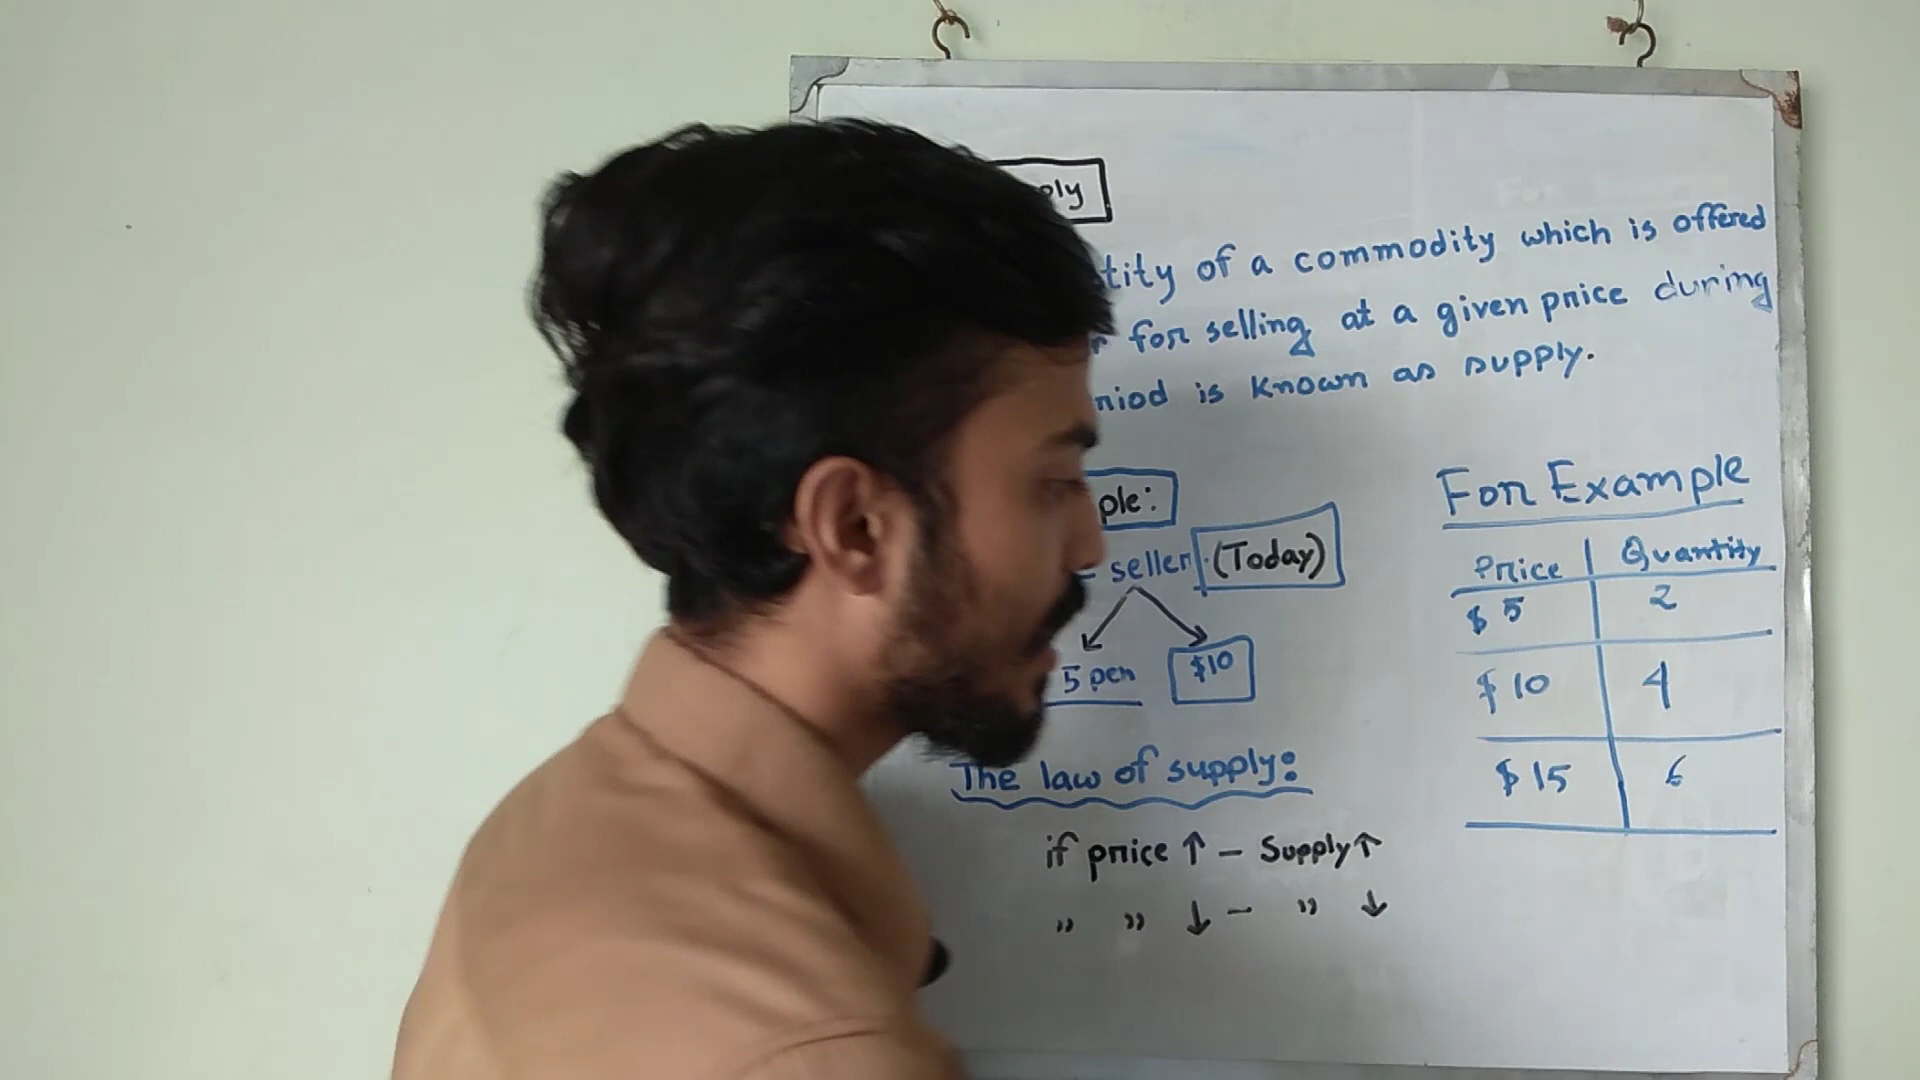 ply
tity of a commodity which is offered
for selling at a given price during
riod is known as supply.
ple:
- seller (Today)
5 pen $10
The law of supply:
if price ↑ - Supply ↑
" " ↓ - " ↓
For Example
Price | Quantity
$5 2
$10 4
$15 6